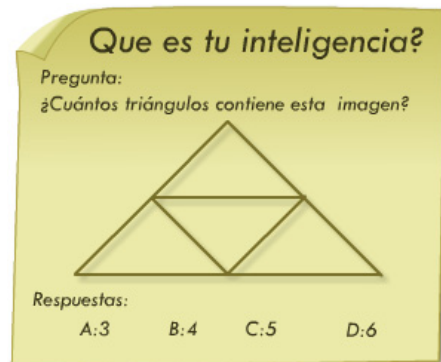 Que es tu inteligencia?
Pregunta:
¿Cuántos triángulos contiene esta imagen?
Respuestas:
A:3 B:4 C:5 D:6